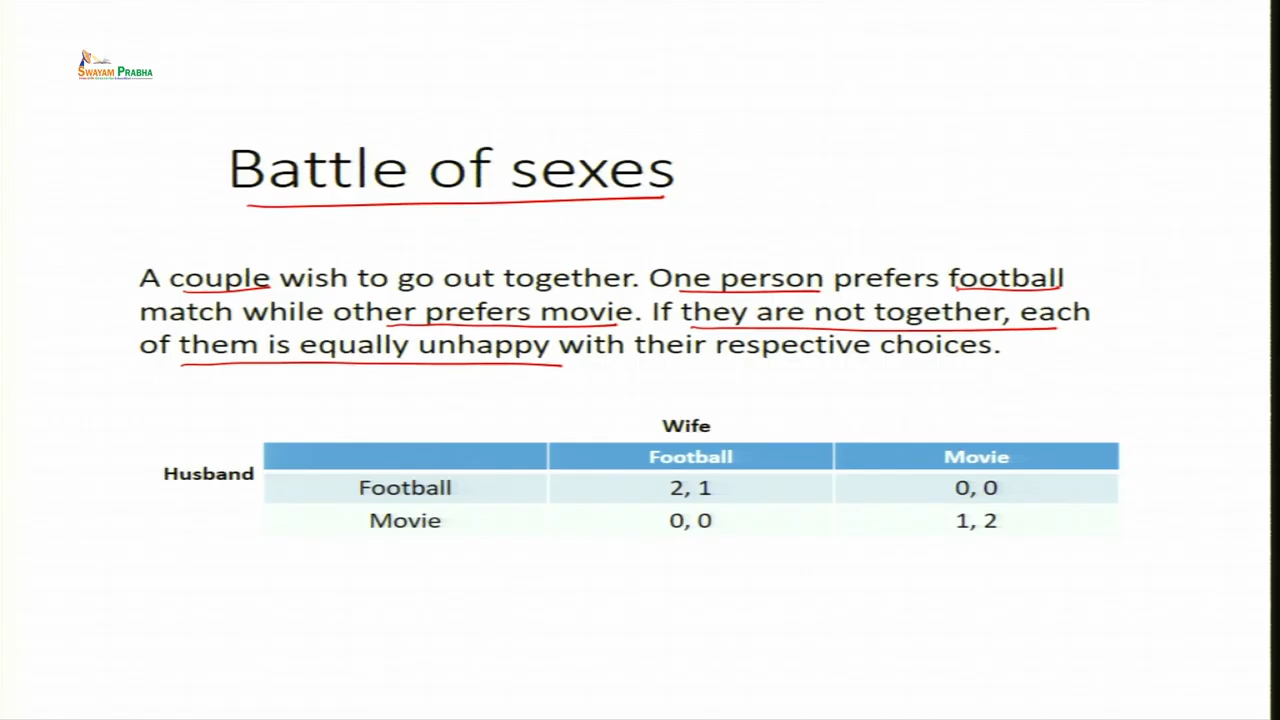 SWAYAM PRABHA
Battle of sexes
A couple wish to go out together. One person prefers football
match while other prefers movie. If they are not together, each
of them is equally unhappy with their respective choices.
Wife
Husband
Football Movie
Football 2, 1 0, 0
Movie 0, 0 1, 2